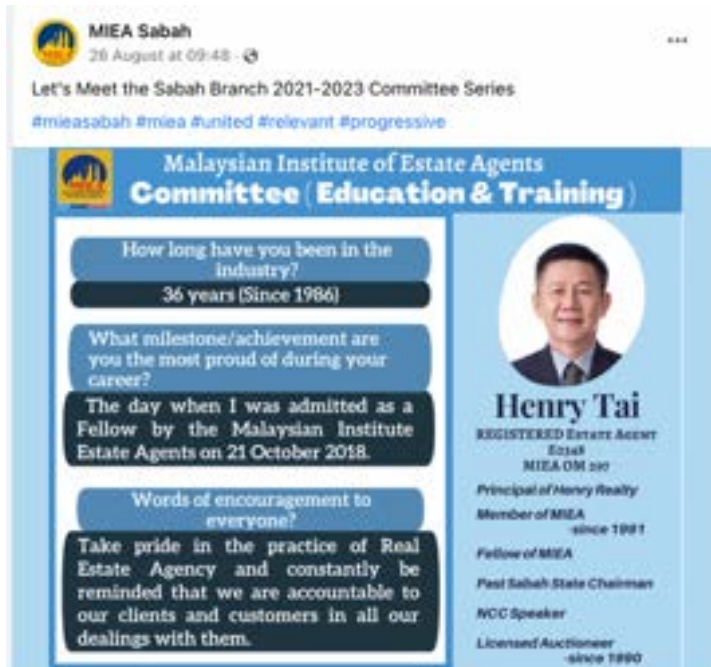 MIEA Sabah
26 August at 09:48
Let's Meet the Sabah Branch 2021-2023 Committee Series
#mieasabah #miea #united #relevant #progressive
Malaysian Institute of Estate Agents
Committee ( Education & Training )
How long have you been in the
industry?
36 years (Since 1986)
What milestone/achievement are
you the most proud of during your
career?
The day when I was admitted as a
Fellow by the Malaysian Institute
Estate Agents on 21 October 2018.
Words of encouragement to
everyone?
Take pride in the practice of Real
Estate Agency and constantly be
reminded that we are accountable to
our clients and customers in all our
dealings with them.
Henry Tai
REGISTERED ESTATE AGENT
MIEA OM
Principal of Henry Realty
Member of MIEA
-since 1991
Fellow of MIEA
Past Sabah State Chairman
NCC Speaker
Licensed Auctioneer
-since 1990